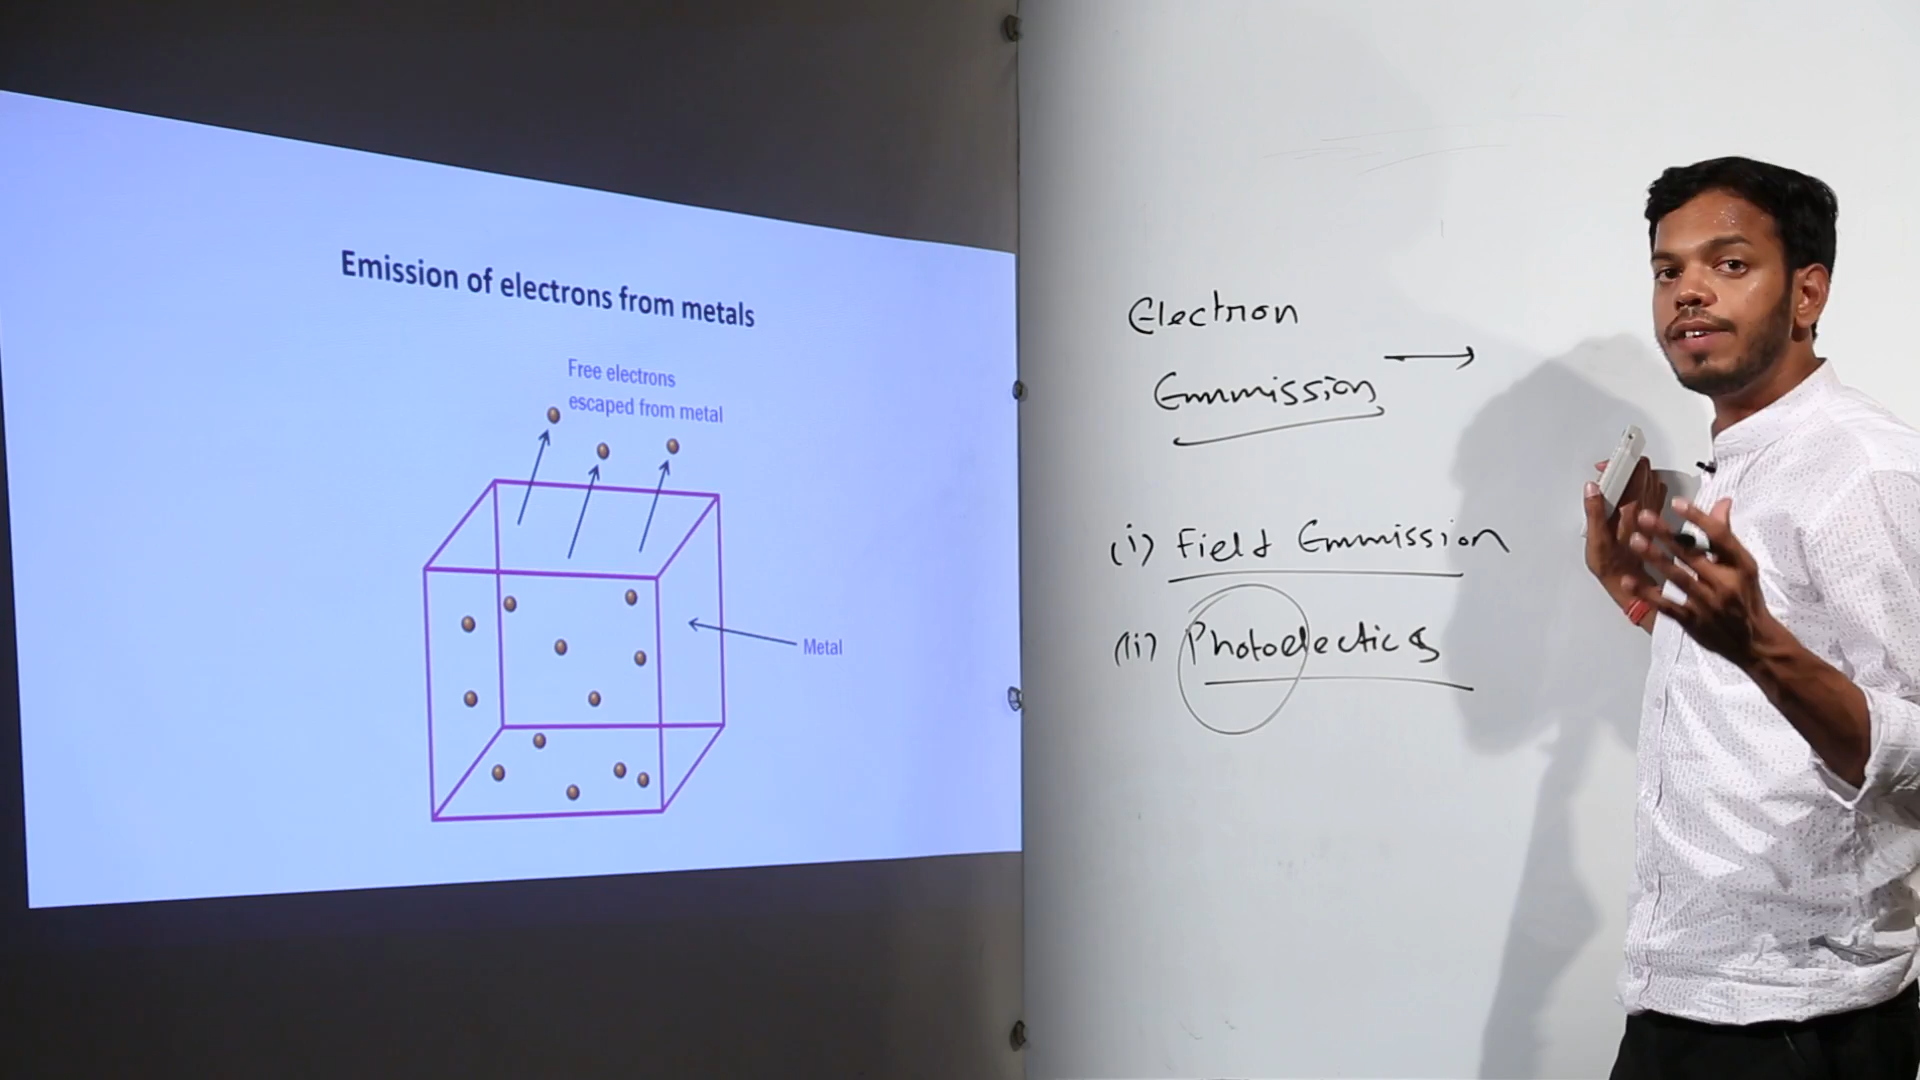 Emission of electrons from metals
Free electrons
escaped from metal
Metal
Electron
Emmission
(i) Field Emmission
(ii) Photoelectics